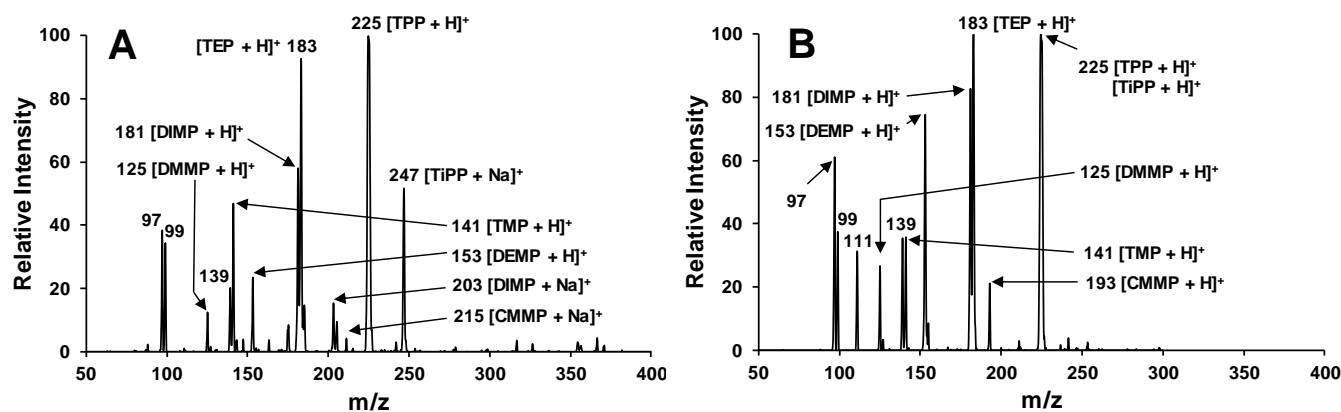 A
225 [TPP + H]⁺
[TEP + H]⁺ 183
181 [DIMP + H]⁺
125 [DMMP + H]⁺
247 [TiPP + Na]⁺
97
99
139
141 [TMP + H]⁺
153 [DEMP + H]⁺
203 [DIMP + Na]⁺
215 [CMMP + Na]⁺
Relative Intensity
100
80
60
40
20
0
50
100
150
200
250
300
350
400
m/z
B
183 [TEP + H]⁺
225 [TPP + H]⁺
[TiPP + H]⁺
181 [DIMP + H]⁺
153 [DEMP + H]⁺
125 [DMMP + H]⁺
97
99
111
139
141 [TMP + H]⁺
193 [CMMP + H]⁺
Relative Intensity
100
80
60
40
20
0
50
100
150
200
250
300
350
400
m/z